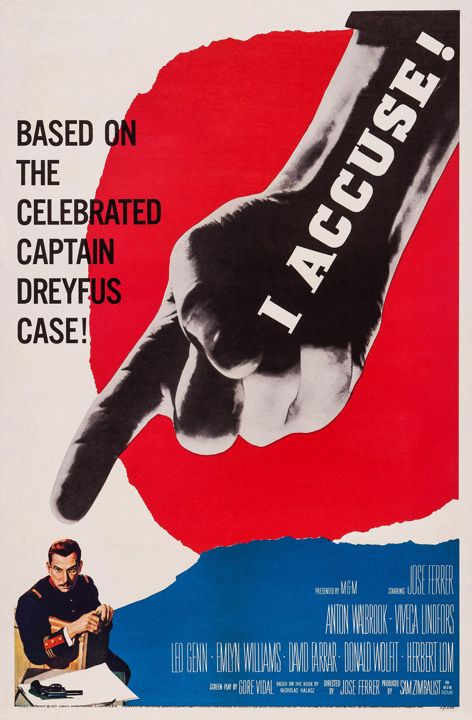 BASED ON
THE
CELEBRATED
CAPTAIN
DREYFUS
CASE!
I ACCUSE!
PRESENTED BY M-G-M STARRING JOSE FERRER
ANTON WALBROOK · VIVECA LINDFORS
LEO GENN · EMLYN WILLIAMS · DAVID FARRAR · DONALD WOLFIT · HERBERT LOM
SCREEN PLAY BY GORE VIDAL BASED ON THE BOOK BY NICHOLAS HALASZ DIRECTED BY JOSE FERRER PRODUCED BY SAM ZIMBALIST